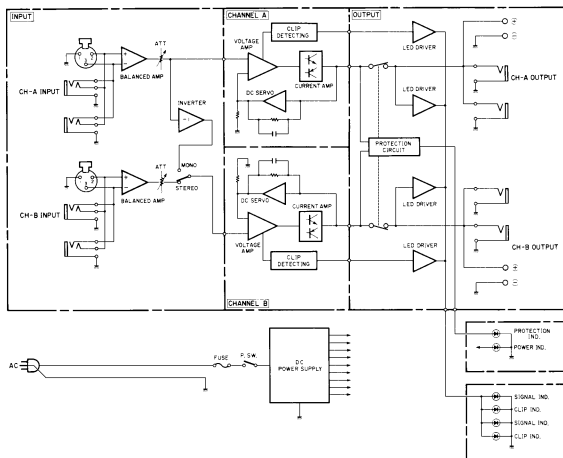 INPUT
CHANNEL A
OUTPUT
CLIP
DETECTING
VOLTAGE
AMP
LED DRIVER
ATT
BALANCED AMP
DC SERVO
CURRENT AMP
CH-A INPUT
CH-A OUTPUT
INVERTER
-1
LED DRIVER
PROTECTION
CIRCUIT
MONO
STEREO
ATT
BALANCED AMP
CH-B INPUT
DC SERVO
CURRENT AMP
VOLTAGE
AMP
LED DRIVER
CH-B OUTPUT
CLIP
DETECTING
LED DRIVER
CHANNEL B
AC
FUSE
P. SW.
DC
POWER SUPPLY
PROTECTION
IND.
POWER IND.
SIGNAL IND.
CLIP IND.
SIGNAL IND.
CLIP IND.